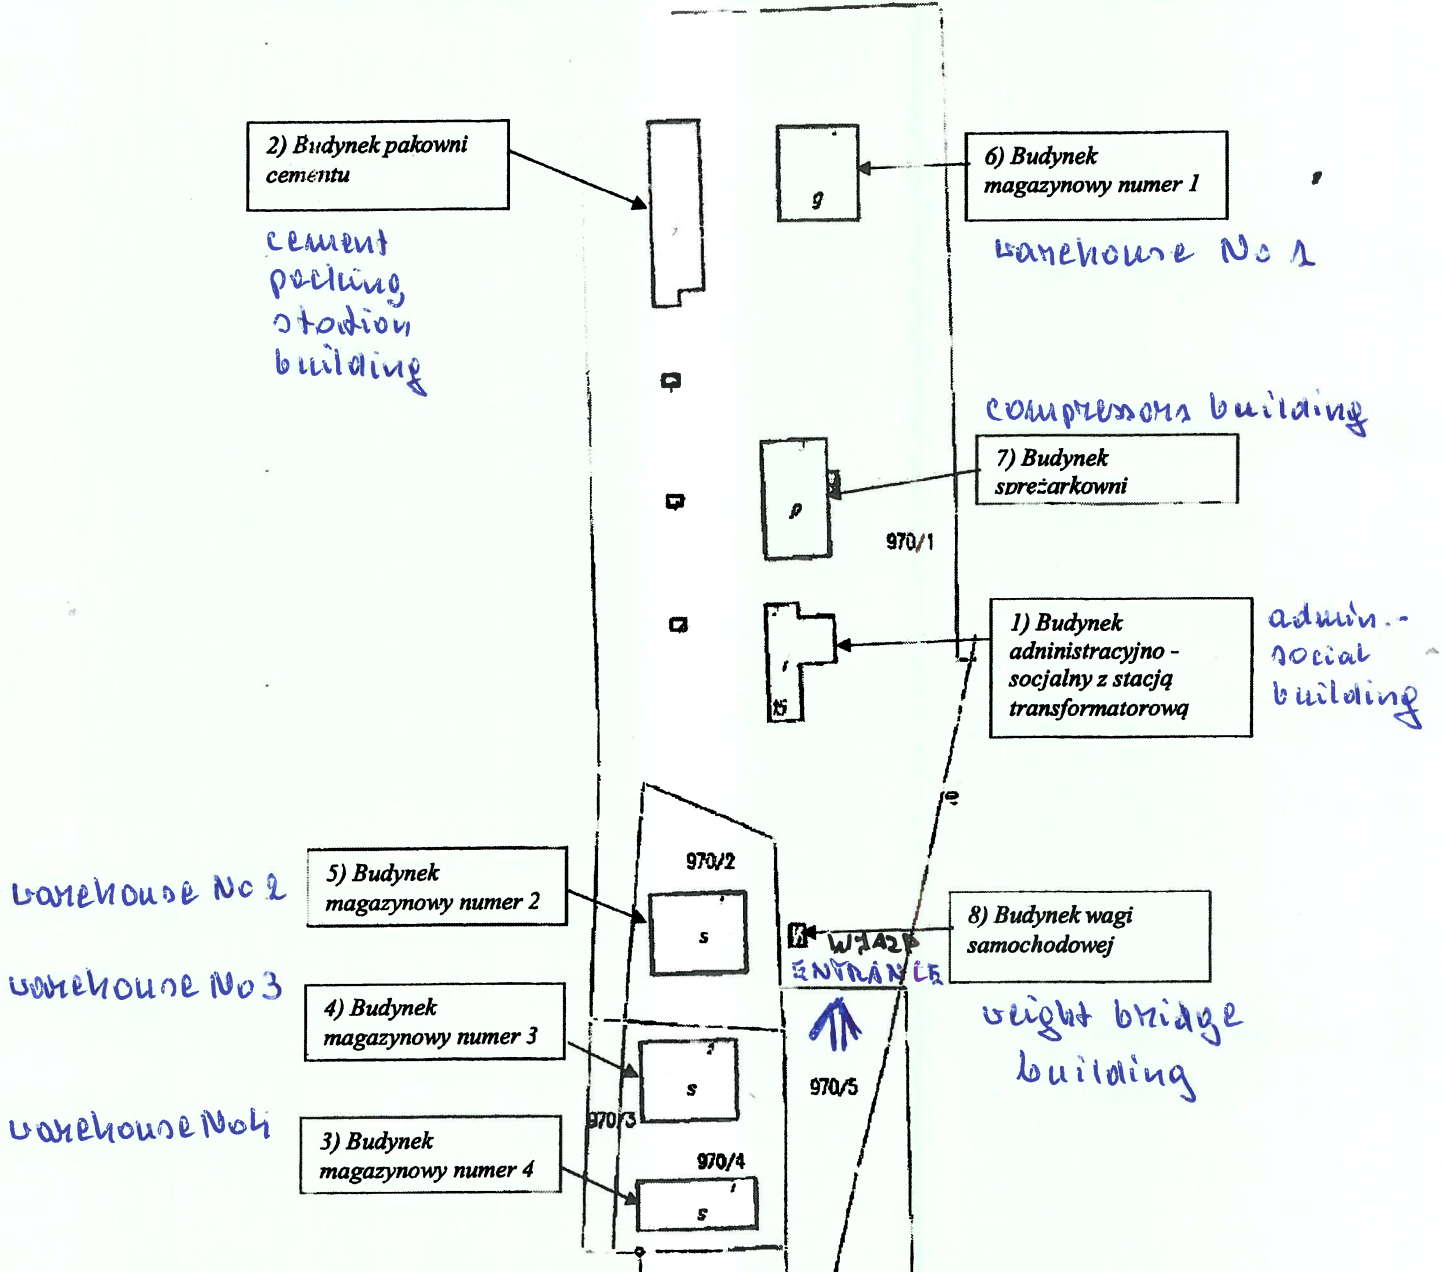 2) Budynek pakowni
cementu
cement
packing
station
building
6) Budynek
magazynowy numer 1
warehouse No 1
g
compressors building
7) Budynek
sprężarkowni
p
970/1
1) Budynek
adninistracyjno -
socjalny z stacją
transformatorową
admin.-
social
building
15
970/2
warehouse No 2
5) Budynek
magazynowy numer 2
s
8) Budynek wagi
samochodowej
WJAZD
ENTRANCE
weight bridge
building
warehouse No 3
4) Budynek
magazynowy numer 3
s
970/5
970/3
warehouse No 4
3) Budynek
magazynowy numer 4
970/4
s